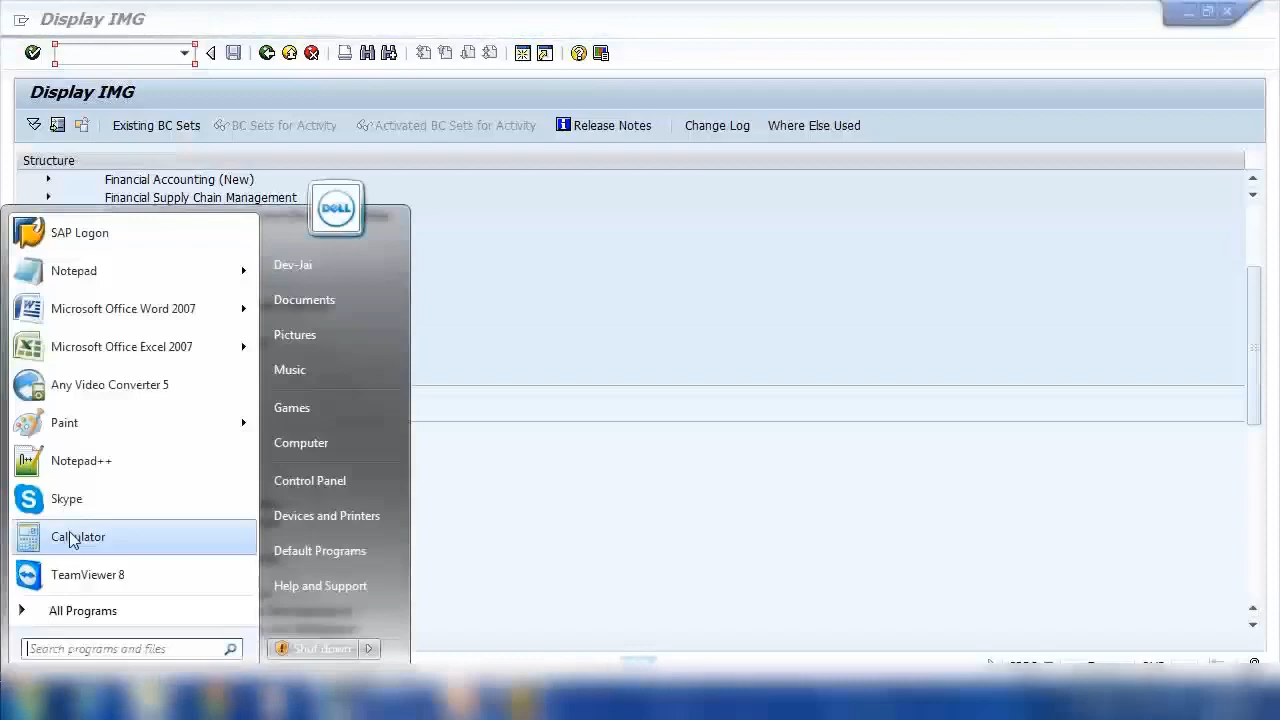 Display IMG
Display IMG
Existing BC Sets BC Sets for Activity Activated BC Sets for Activity Release Notes Change Log Where Else Used
Structure
Financial Accounting (New)
Financial Supply Chain Management
DELL
SAP Logon
Notepad
Microsoft Office Word 2007
Microsoft Office Excel 2007
Any Video Converter 5
Paint
Notepad++
Skype
Calculator
TeamViewer 8
All Programs
Search programs and files
Dev-Jai
Documents
Pictures
Music
Games
Computer
Control Panel
Devices and Printers
Default Programs
Help and Support
Shut down